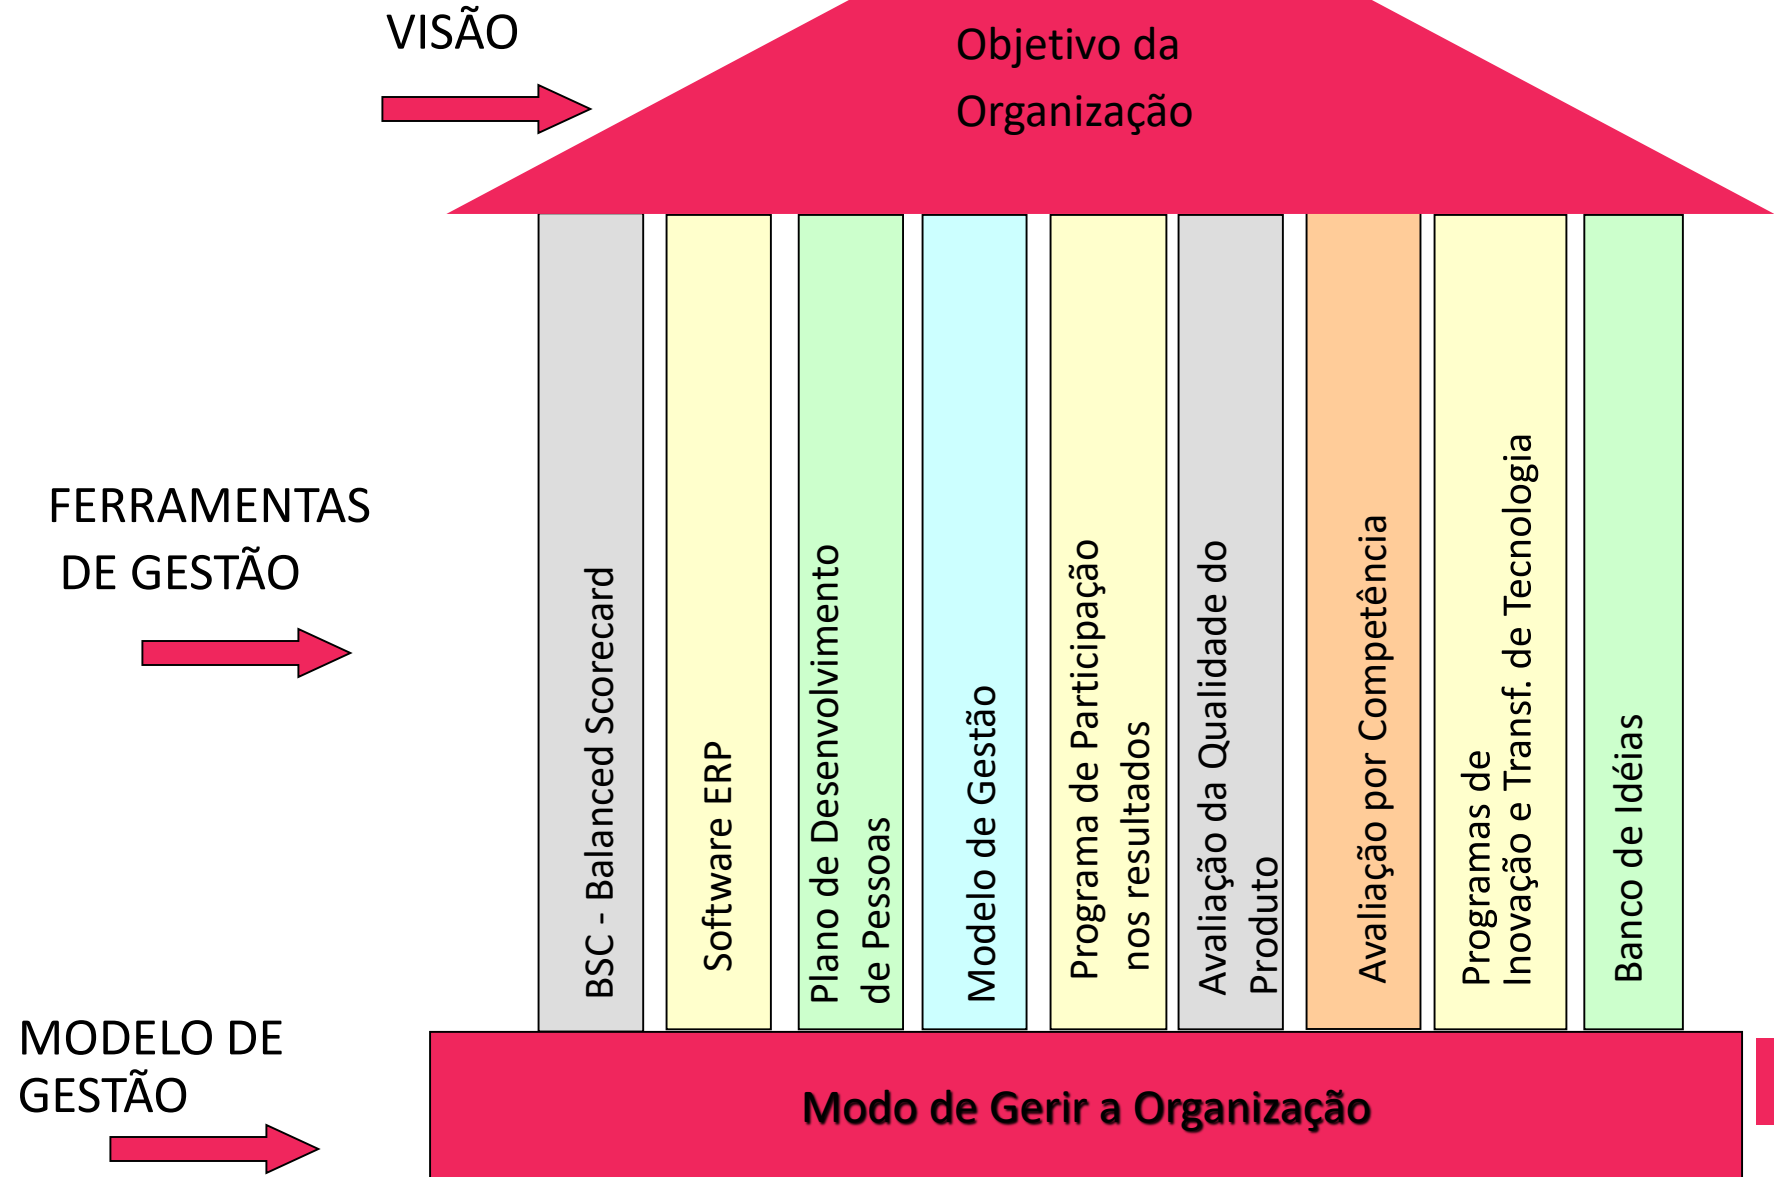 VISÃO
Objetivo da
Organização
FERRAMENTAS
DE GESTÃO
BSC - Balanced Scorecard
Software ERP
Plano de Desenvolvimento
de Pessoas
Modelo de Gestão
Programa de Participação
nos resultados
Avaliação da Qualidade do
Produto
Avaliação por Competência
Programas de
Inovação e Transf. de Tecnologia
Banco de Idéias
MODELO DE
GESTÃO
Modo de Gerir a Organização